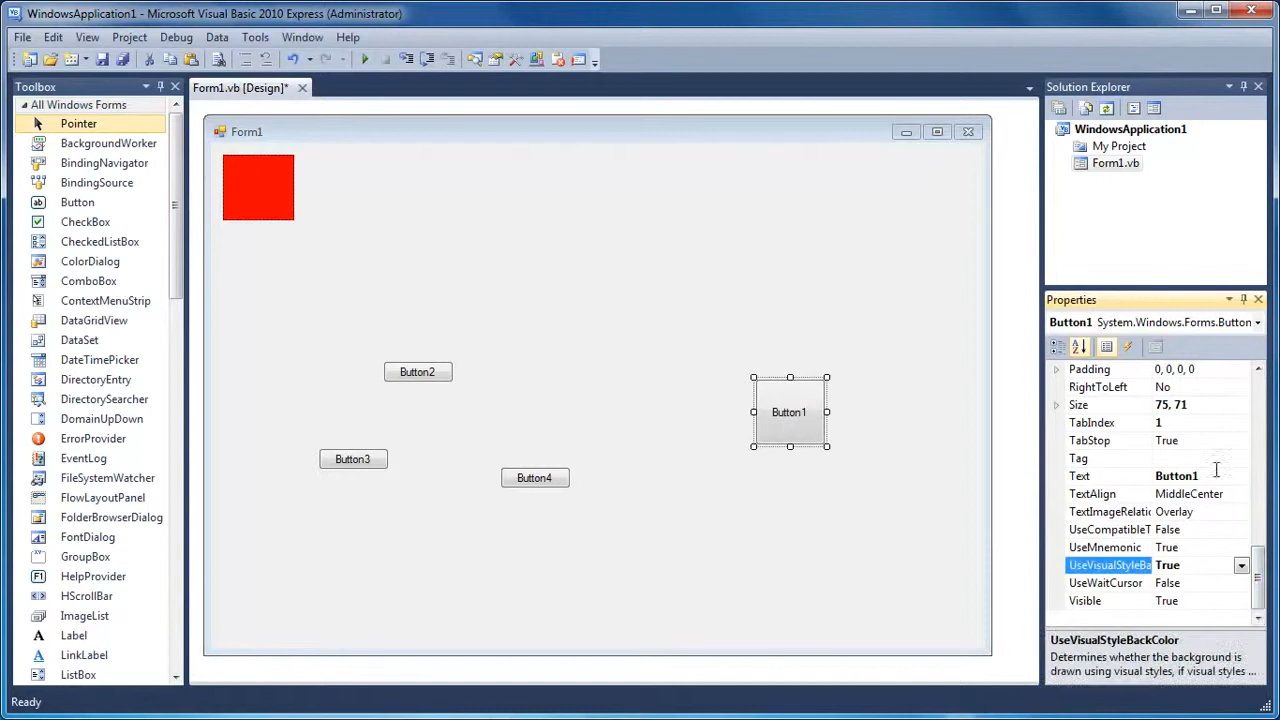 WindowsApplication1 - Microsoft Visual Basic 2010 Express (Administrator)
File Edit View Project Debug Data Tools Window Help
Toolbox
All Windows Forms
Pointer
BackgroundWorker
BindingNavigator
BindingSource
Button
CheckBox
CheckedListBox
ColorDialog
ComboBox
ContextMenuStrip
DataGridView
DataSet
DateTimePicker
DirectoryEntry
DirectorySearcher
DomainUpDown
ErrorProvider
EventLog
FileSystemWatcher
FlowLayoutPanel
FolderBrowserDialog
FontDialog
GroupBox
HelpProvider
HScrollBar
ImageList
Label
LinkLabel
ListBox
Form1.vb [Design]*
Form1
Button2
Button1
Button3
Button4
Solution Explorer
WindowsApplication1
My Project
Form1.vb
Properties
Button1 System.Windows.Forms.Button
Padding 0, 0, 0, 0
RightToLeft No
Size 75, 71
TabIndex 1
TabStop True
Tag
Text Button1
TextAlign MiddleCenter
TextImageRelatic Overlay
UseCompatibleT False
UseMnemonic True
UseVisualStyleBa True
UseWaitCursor False
Visible True
UseVisualStyleBackColor
Determines whether the background is
drawn using visual styles, if visual styles ...
Ready